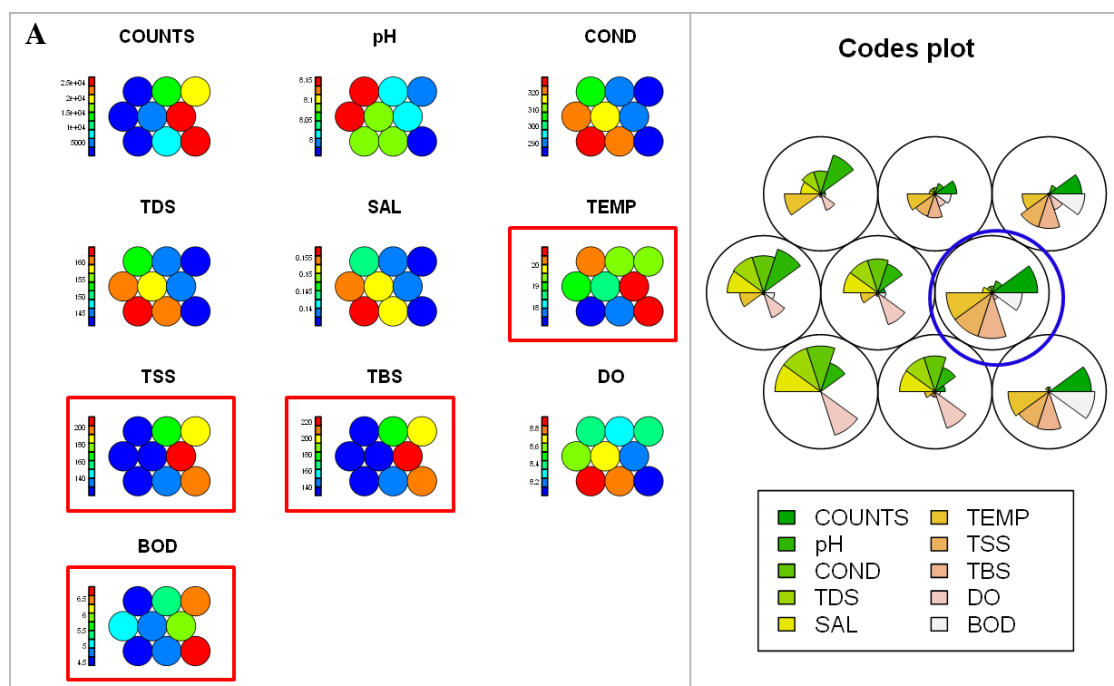 A
COUNTS
2.5e+04
2e+04
1.5e+04
1e+04
5000
pH
8.15
8.1
8.05
8
COND
320
310
300
290
TDS
160
155
150
145
SAL
0.155
0.15
0.145
0.14
TEMP
20
19
18
TSS
200
180
160
140
TBS
220
200
180
160
140
DO
8.8
8.6
8.4
8.2
BOD
6.5
6
5.5
5
4.5
Codes plot
COUNTS
pH
COND
TDS
SAL
TEMP
TSS
TBS
DO
BOD